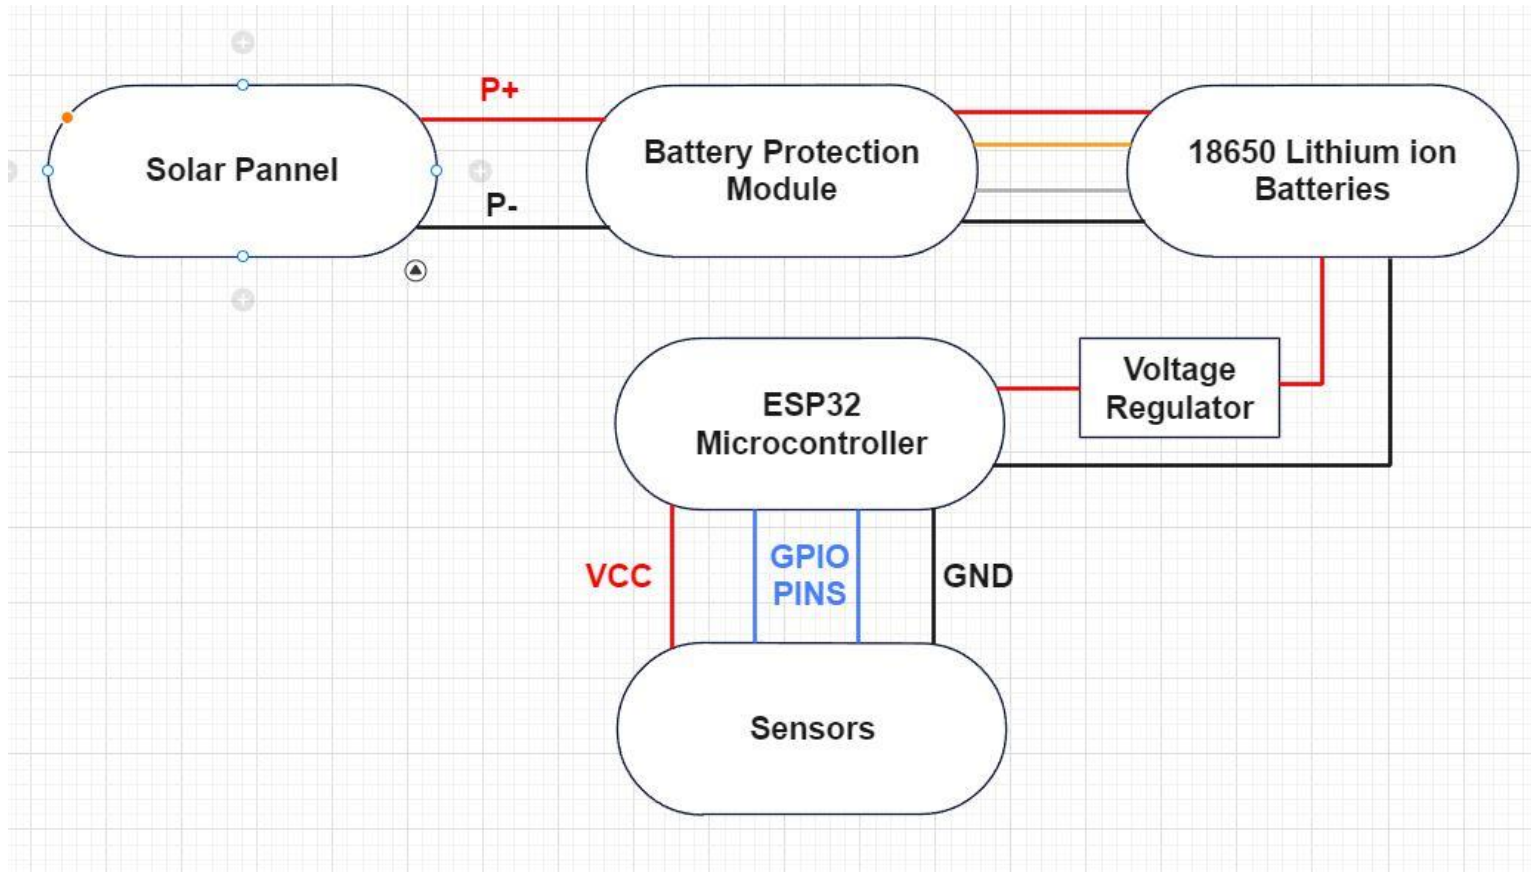 P+
Solar Pannel
P-
Battery Protection
Module
18650 Lithium ion
Batteries
Voltage
Regulator
ESP32
Microcontroller
VCC
GPIO
PINS
GND
Sensors